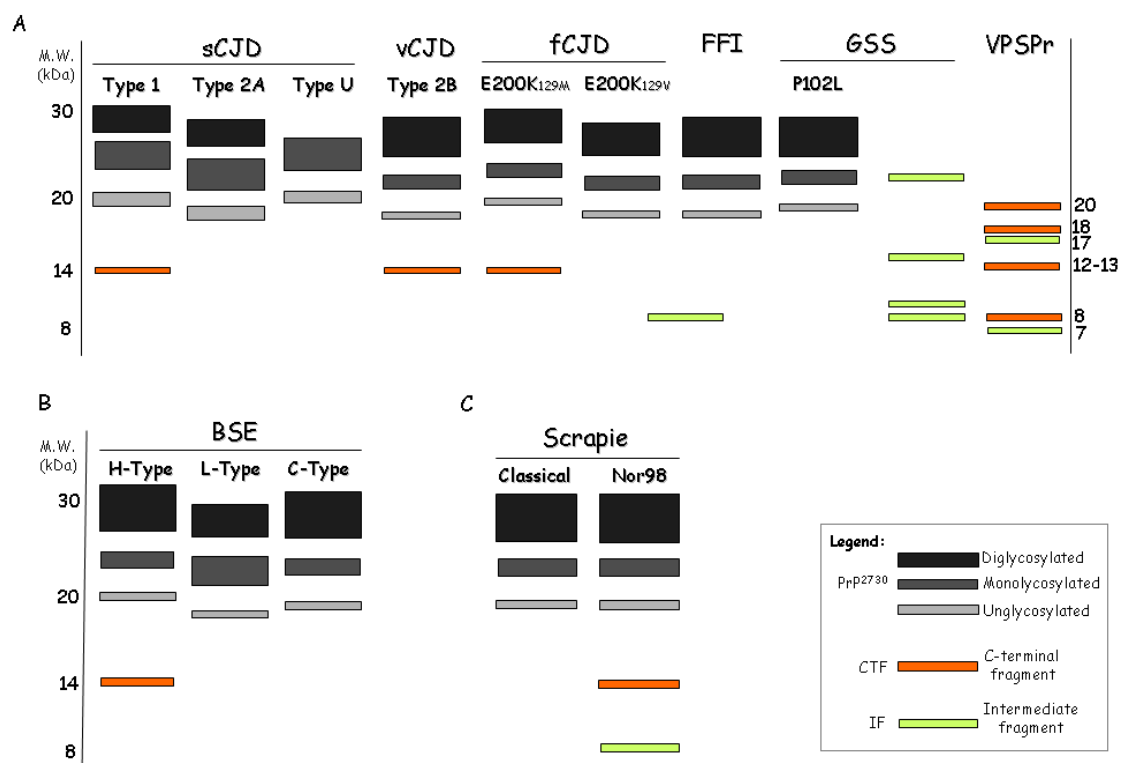 A
M.W.
(kDa)
sCJD
vCJD
fCJD
FFI
GSS
VPSPr
Type 1
Type 2A
Type U
Type 2B
E200K129M
E200K129V
P102L
30
20
14
8
20
18
17
12-13
8
7
B
M.W.
(kDa)
BSE
H-Type
L-Type
C-Type
30
20
14
8
C
Scrapie
Classical
Nor98
Legend:
PrP2730
Diglycosylated
Monolycosylated
Unglycosylated
CTF
C-terminal
fragment
IF
Intermediate
fragment